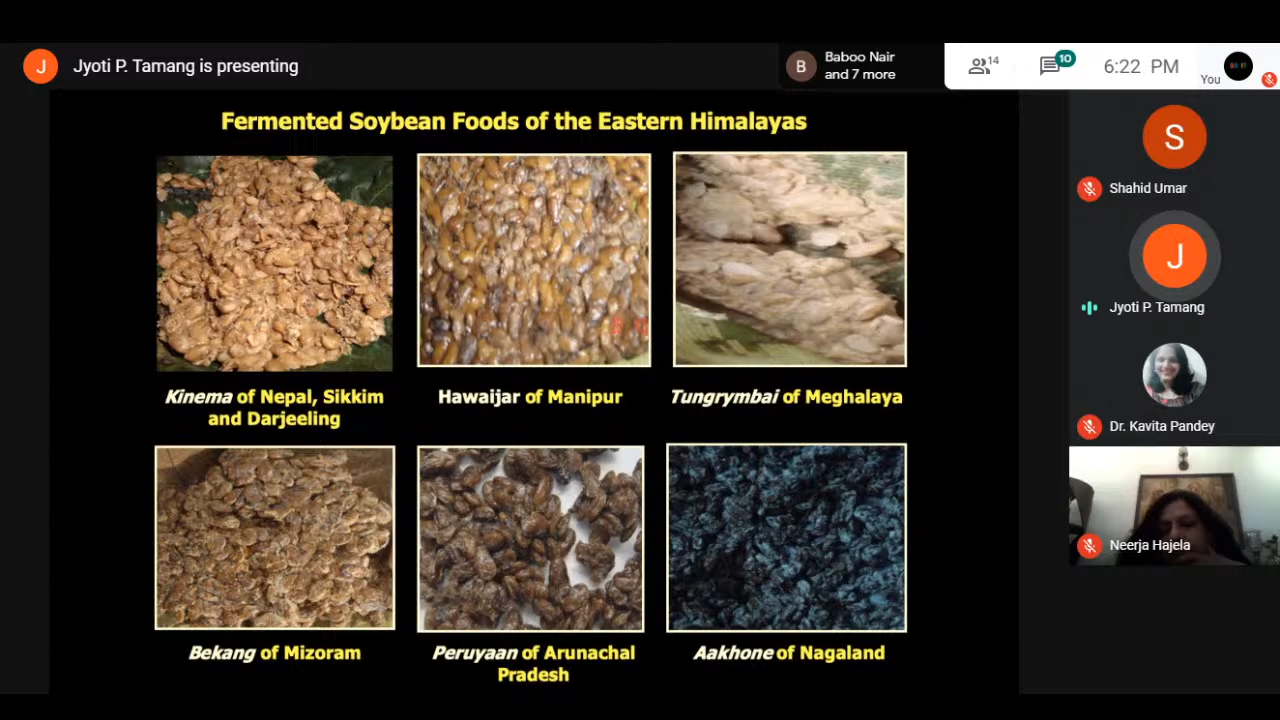 J
Jyoti P. Tamang is presenting
B
Baboo Nair
and 7 more
14
10
6:22 PM
You
Fermented Soybean Foods of the Eastern Himalayas
Kinema of Nepal, Sikkim
and Darjeeling
Hawaijar of Manipur
Tungrymbai of Meghalaya
Bekang of Mizoram
Peruyaan of Arunachal
Pradesh
Aakhone of Nagaland
S
Shahid Umar
J
Jyoti P. Tamang
Dr. Kavita Pandey
Neerja Hajela